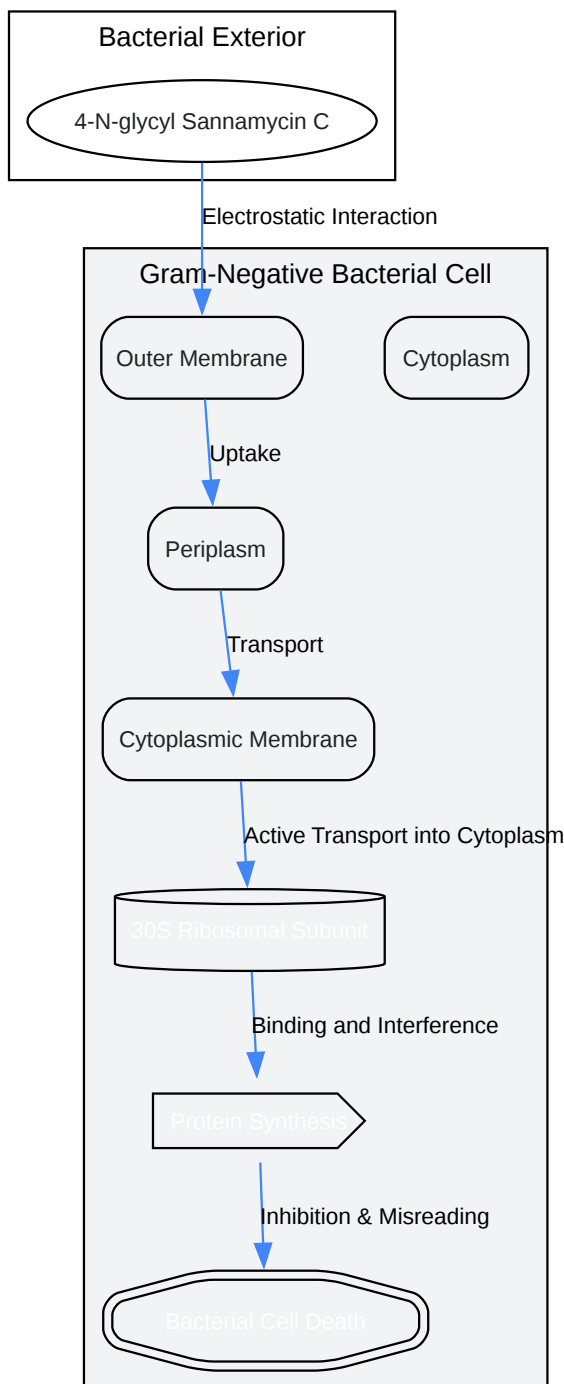 Bacterial Exterior
4-N-glycyl Sannamycin C
Electrostatic Interaction
Gram-Negative Bacterial Cell
Outer Membrane
Cytoplasm
Uptake
Periplasm
Transport
Cytoplasmic Membrane
Active Transport into Cytoplasm
30S Ribosomal Subunit
Binding and Interference
Protein Synthesis
Inhibition & Misreading
Bacterial Cell Death